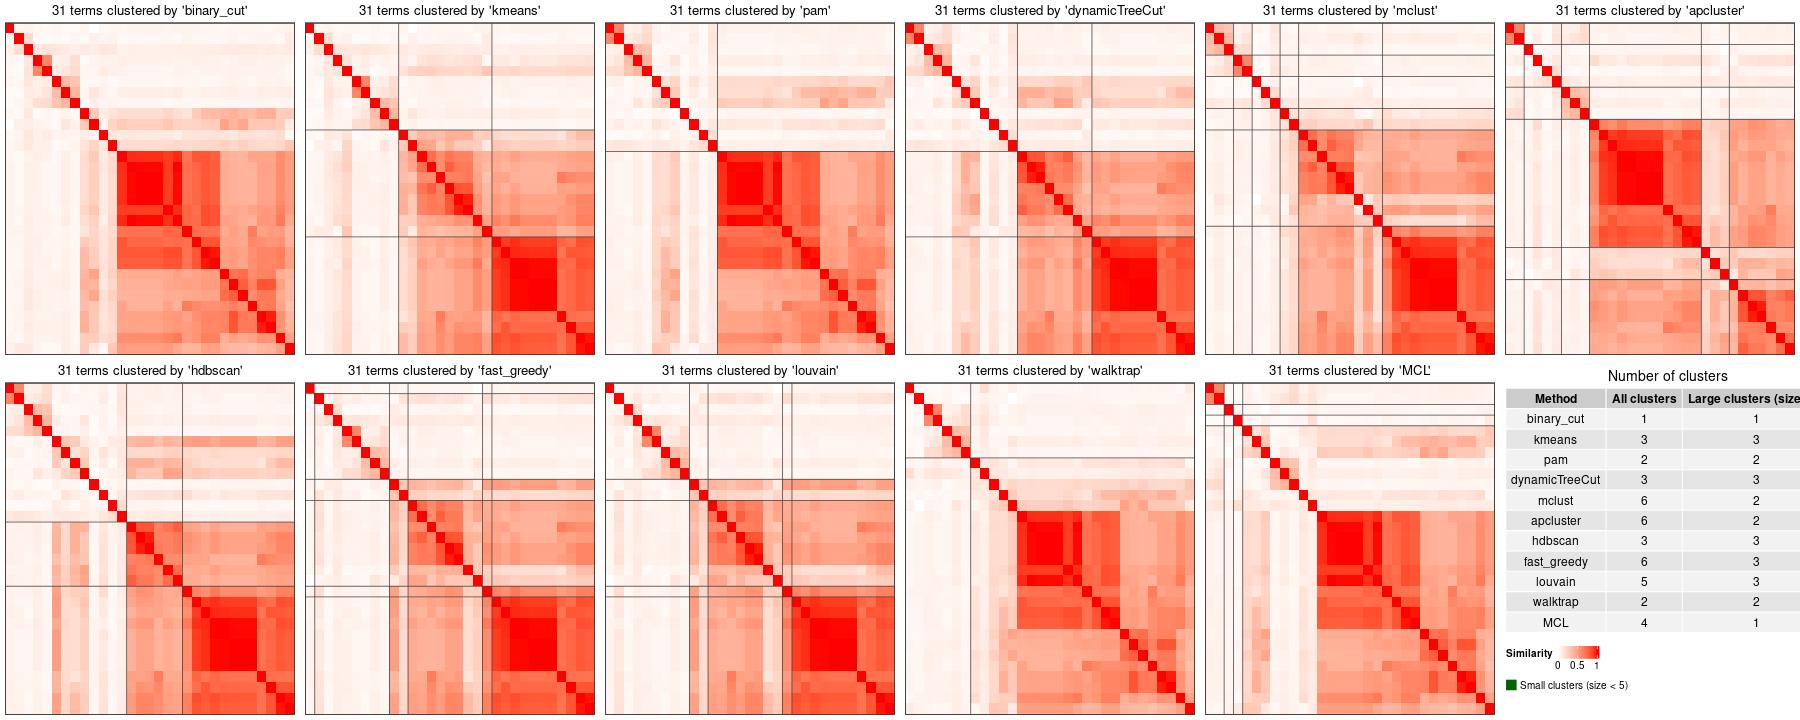 31 terms clustered by 'binary_cut'
31 terms clustered by 'kmeans'
31 terms clustered by 'pam'
31 terms clustered by 'dynamicTreeCut'
31 terms clustered by 'mclust'
31 terms clustered by 'apcluster'
31 terms clustered by 'hdbscan'
31 terms clustered by 'fast_greedy'
31 terms clustered by 'louvain'
31 terms clustered by 'walktrap'
31 terms clustered by 'MCL'
Number of clusters
Method All clusters Large clusters (size
binary_cut 1 1
kmeans 3 3
pam 2 2
dynamicTreeCut 3 3
mclust 6 2
apcluster 6 2
hdbscan 3 3
fast_greedy 6 3
louvain 5 3
walktrap 2 2
MCL 4 1
Similarity
0 0.5 1
Small clusters (size < 5)